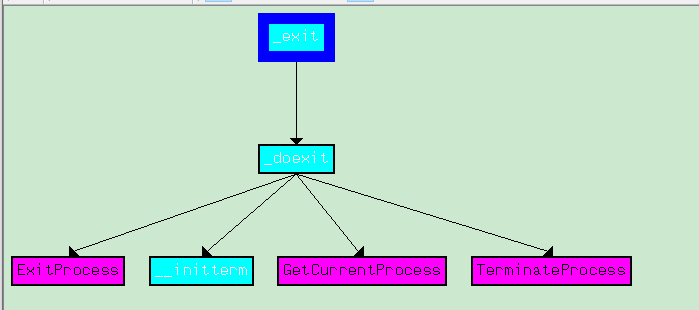 _exit
_doexit
ExitProcess
__initterm
GetCurrentProcess
TerminateProcess